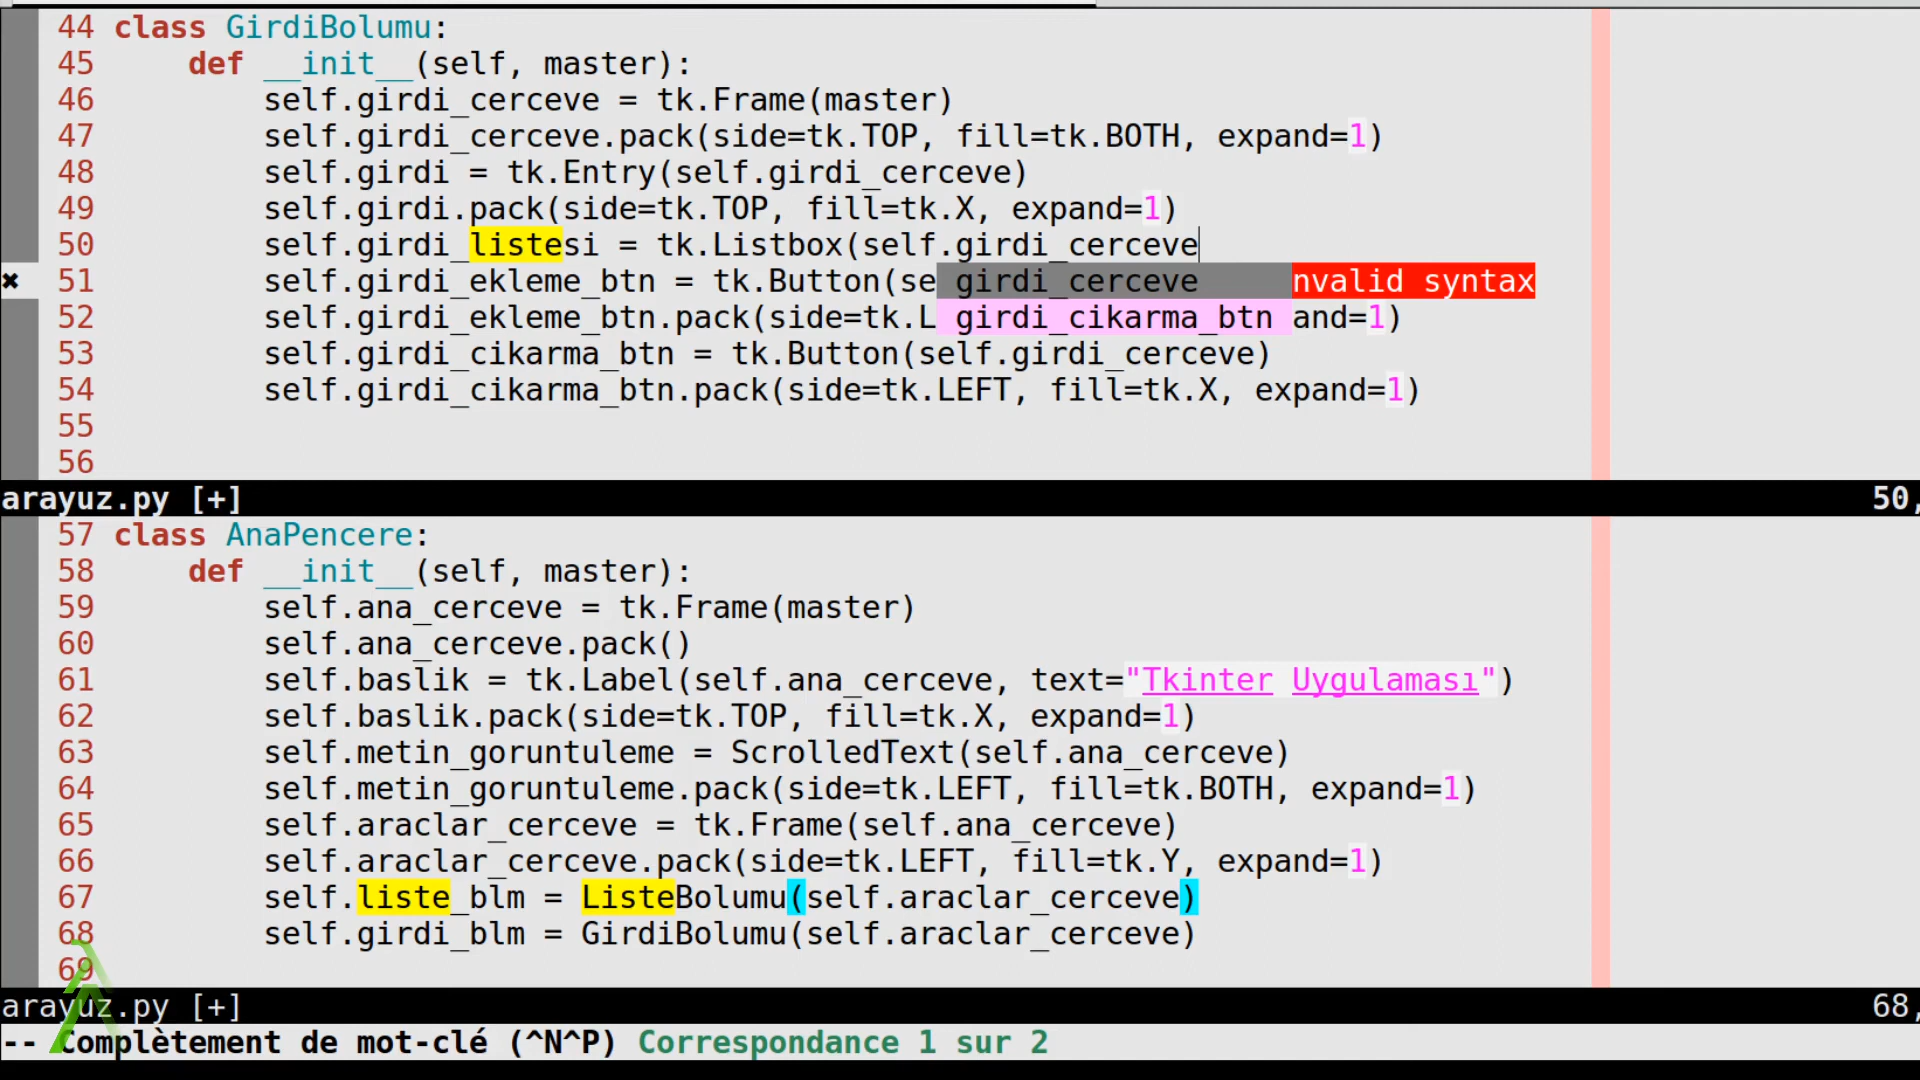 44 class GirdiBolumu:
45     def __init__(self, master):
46         self.girdi_cerceve = tk.Frame(master)
47         self.girdi_cerceve.pack(side=tk.TOP, fill=tk.BOTH, expand=1)
48         self.girdi = tk.Entry(self.girdi_cerceve)
49         self.girdi.pack(side=tk.TOP, fill=tk.X, expand=1)
50         self.girdi_listesi = tk.Listbox(self.girdi_cerceve
✖ 51         self.girdi_ekleme_btn = tk.Button(se girdi_cerceve nvalid syntax
52         self.girdi_ekleme_btn.pack(side=tk.L girdi_cikarma_btn and=1)
53         self.girdi_cikarma_btn = tk.Button(self.girdi_cerceve)
54         self.girdi_cikarma_btn.pack(side=tk.LEFT, fill=tk.X, expand=1)
55
56
arayuz.py [+] 50,
57 class AnaPencere:
58     def __init__(self, master):
59         self.ana_cerceve = tk.Frame(master)
60         self.ana_cerceve.pack()
61         self.baslik = tk.Label(self.ana_cerceve, text="Tkinter Uygulaması")
62         self.baslik.pack(side=tk.TOP, fill=tk.X, expand=1)
63         self.metin_goruntuleme = ScrolledText(self.ana_cerceve)
64         self.metin_goruntuleme.pack(side=tk.LEFT, fill=tk.BOTH, expand=1)
65         self.araclar_cerceve = tk.Frame(self.ana_cerceve)
66         self.araclar_cerceve.pack(side=tk.LEFT, fill=tk.Y, expand=1)
67         self.liste_blm = ListeBolumu(self.araclar_cerceve)
68         self.girdi_blm = GirdiBolumu(self.araclar_cerceve)
69
arayuz.py [+] 68,
-- Complètement de mot-clé (^N^P) Correspondance 1 sur 2